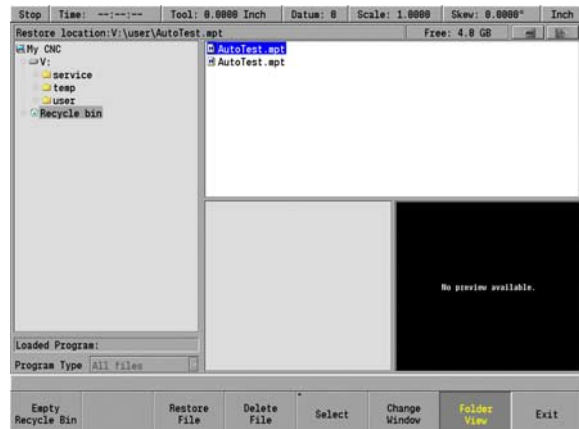 Stop Time: --:--:-- Tool: 0.0000 Inch Datum: 0 Scale: 1.0000 Skew: 0.0000° Inch
Restore location:V:\user\AutoTest.mpt Free: 4.8 GB
My CNC
V:
service
temp
user
Recycle bin
AutoTest.mpt
AutoTest.mpt
No preview available.
Loaded Program:
Program Type All files
Empty Recycle Bin Restore File Delete File Select Change Window Folder View Exit